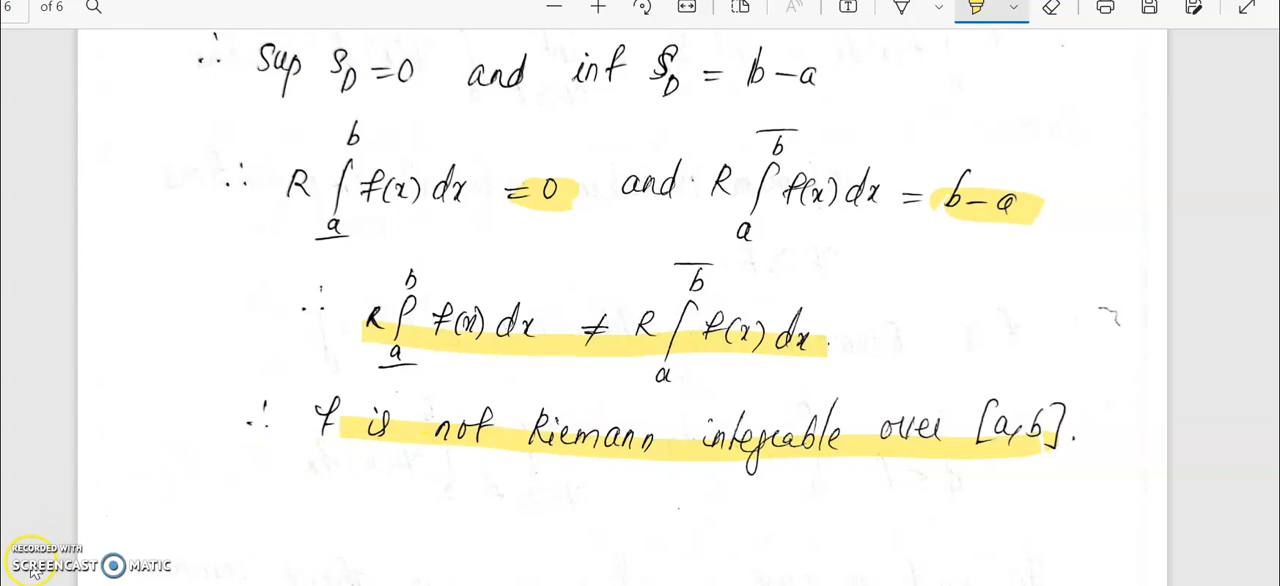 6 of 6
∴ Sup S_D = 0 and inf S_D = b - a
∴ R ∫_a^b f(x) dx = 0 and R ∫_a^b̅ f(x) dx = b - a
∴ R ∫_a^b f(x) dx ≠ R ∫_a^b̅ f(x) dx.
∴ f is not Riemann integrable over [a, b].
RECORDED WITH
SCREENCAST MATIC